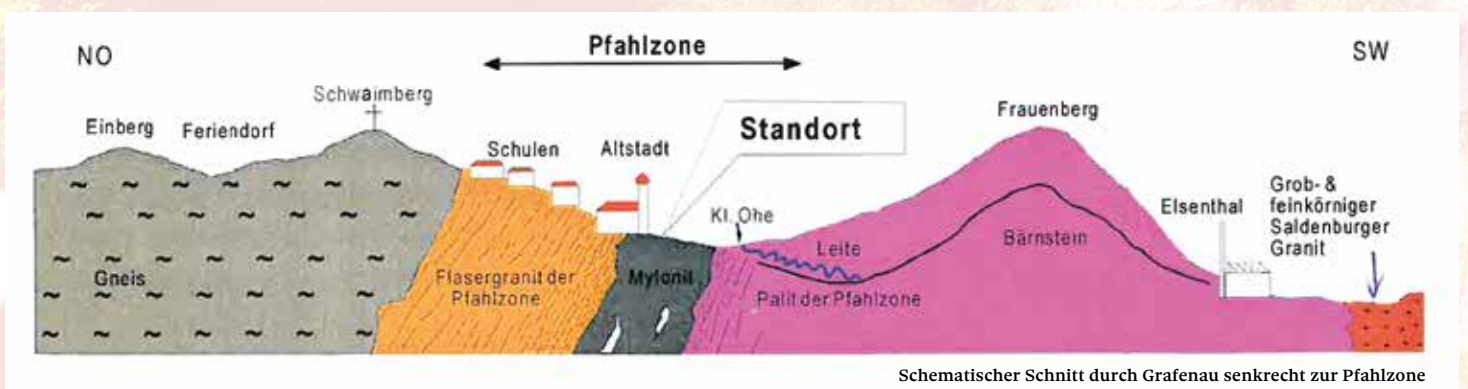 NO
Pfahlzone
SW
Schwaimberg
Einberg
Feriendorf
Schulen
Altstadt
Standort
Frauenberg
Kl. Ohe
Leite
Bärnstein
Elsenthal
Grob- &
feinkörniger
Saldenburger
Granit
Gneis
Flasergranit der
Pfahlzone
Mylonit
Palit der Pfahlzone
Schematischer Schnitt durch Grafenau senkrecht zur Pfahlzone